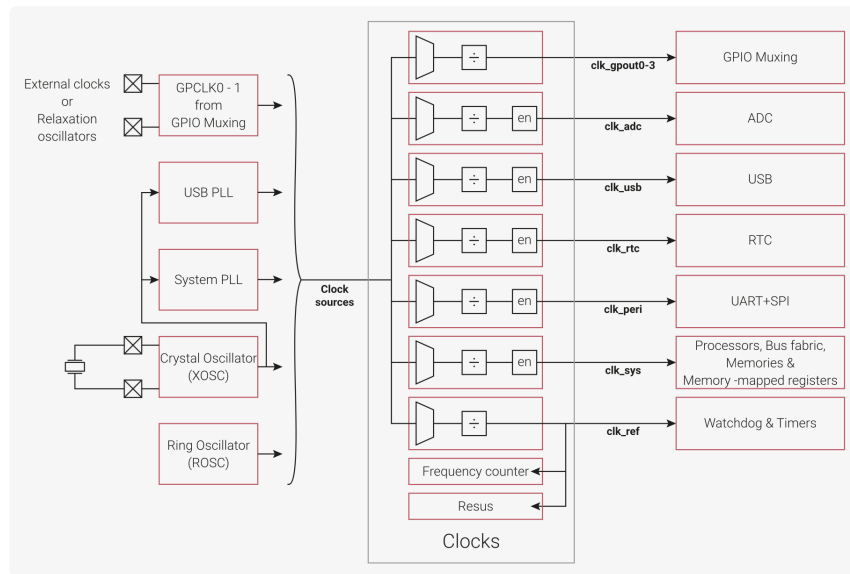 External clocks
or
Relaxation
oscillators
GPCLK0 - 1
from
GPIO Muxing
USB PLL
System PLL
Crystal Oscillator
(XOSC)
Ring Oscillator
(ROSC)
Clock
sources
÷
clk_gpout0-3
GPIO Muxing
÷
en
clk_adc
ADC
÷
en
clk_usb
USB
÷
en
clk_rtc
RTC
÷
en
clk_peri
UART+SPI
÷
en
clk_sys
Processors, Bus fabric,
Memories &
Memory -mapped registers
÷
clk_ref
Watchdog & Timers
Frequency counter
Resus
Clocks